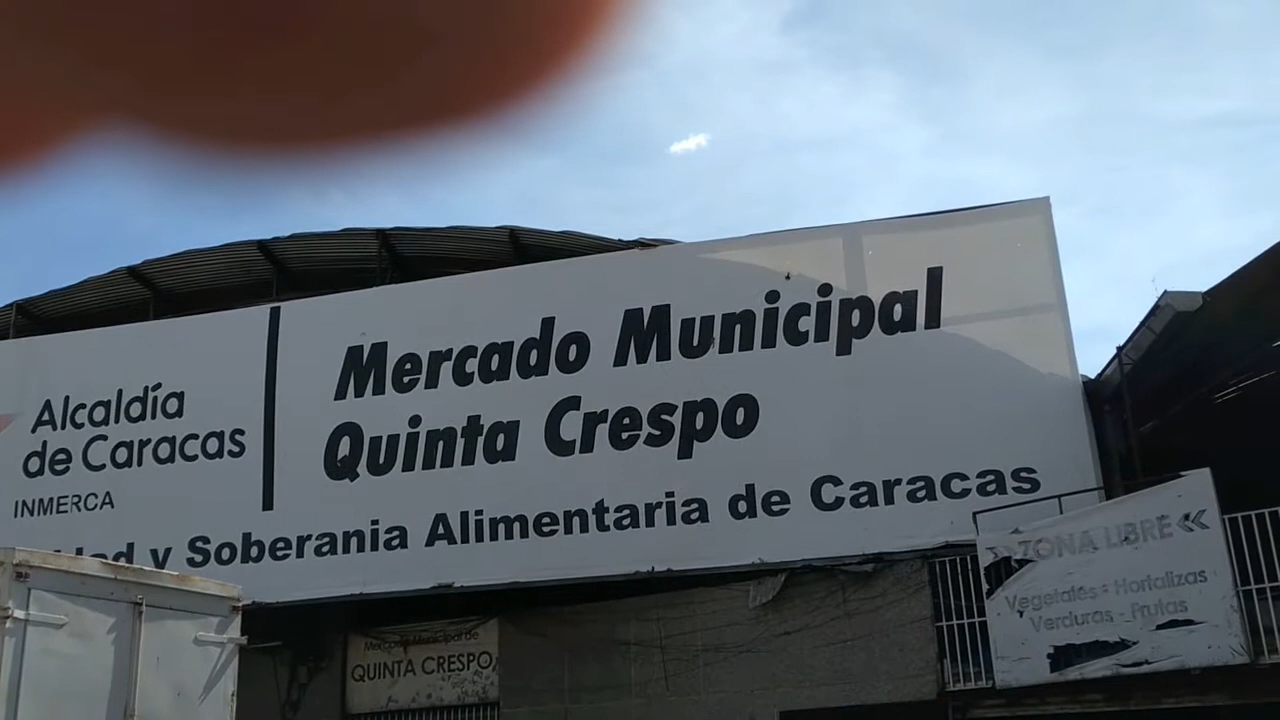 Alcaldía
de Caracas
INMERCA
Mercado Municipal
Quinta Crespo
y Soberania Alimentaria de Caracas
ZONA LIBRE «
Vegetales - Hortalizas
Verduras - Frutas
Mercado Municipal de
QUINTA CRESPO